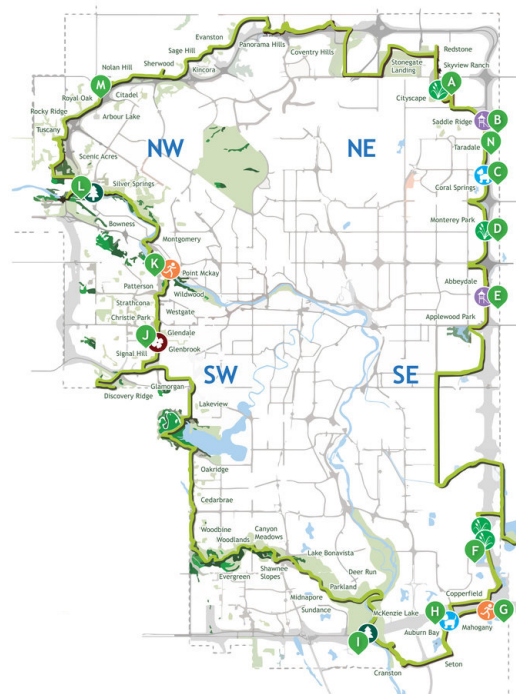 Evanston
Panorama Hills
Coventry Hills
Sage Hill
Sherwood
Kincora
Nolan Hill
Redstone
Stonegate
Landing
Skyview Ranch
M
Royal Oak
Citadel
A
Cityscape
Rocky Ridge
Arbour Lake
Saddle Ridge
B
Tuscany
NW
NE
Taradale
N
Scenic Acres
C
L
Silver Springs
Coral Springs
Bowness
Monterey Park
D
Montgomery
K
Point Mckay
Patterson
Wildwood
Abbeydale
E
Strathcona
Westgate
Christie Park
Applewood Park
J
Glendale
Signal Hill
Glenbrook
SW
SE
Glamorgan
Discovery Ridge
Lakeview
Oakridge
Cedarbrae
Woodbine
Canyon
Meadows
Woodlands
F
Lake Bonavista
Shawnee
Slopes
Evergreen
Deer Run
Parkland
Copperfield
Midnapore
Sundance
McKenzie Lake
H
G
Mahogany
Auburn Bay
I
Seton
Cranston